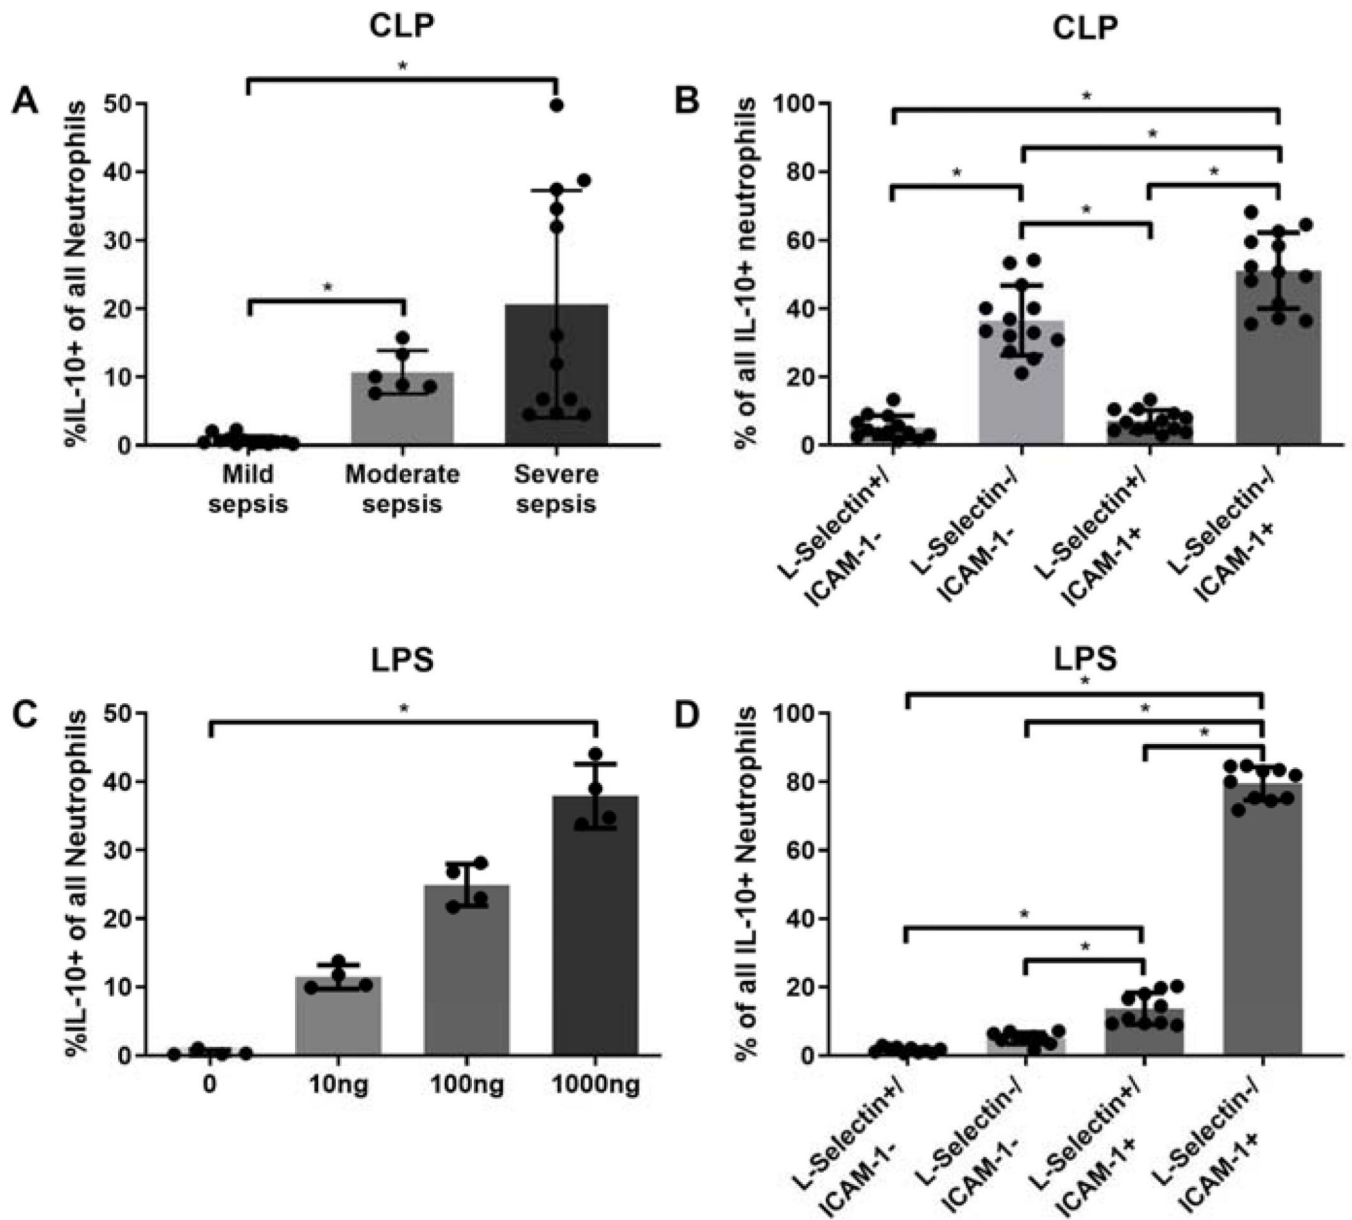 CLP
A
%IL-10+ of all Neutrophils
50
40
30
20
10
0
*
*
Mild
sepsis
Moderate
sepsis
Severe
sepsis
CLP
B
% of all IL-10+ neutrophils
100
80
60
40
20
0
*
*
*
*
*
L-Selectin+/
ICAM-1-
L-Selectin-/
ICAM-1-
L-Selectin+/
ICAM-1+
L-Selectin-/
ICAM-1+
LPS
C
%IL-10+ of all Neutrophils
50
40
30
20
10
0
*
0
10ng
100ng
1000ng
LPS
D
% of all IL-10+ Neutrophils
100
80
60
40
20
0
*
*
*
*
*
L-Selectin+/
ICAM-1-
L-Selectin-/
ICAM-1-
L-Selectin+/
ICAM-1+
L-Selectin-/
ICAM-1+